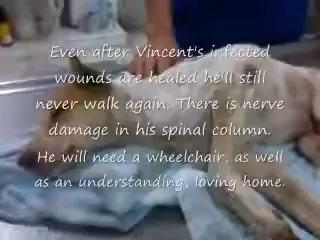 Even after Vincent's infected
wounds are healed he'll still
never walk again. There is nerve
damage in his spinal column.
He will need a wheelchair, as well
as an understanding, loving home.